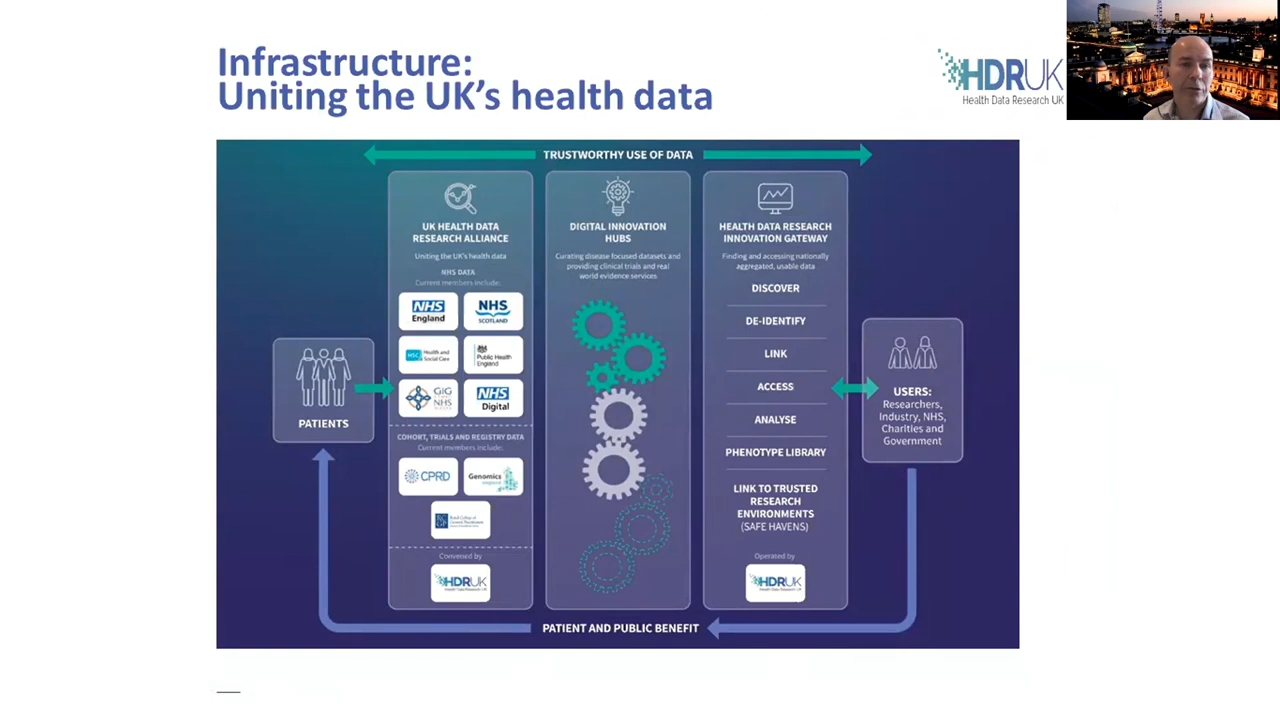 Infrastructure:
Uniting the UK's health data
HDRUK
Health Data Research UK
TRUSTWORTHY USE OF DATA
UK HEALTH DATA
RESEARCH ALLIANCE
Uniting the UK's health data
NHS DATA
Current members include:
NHS
England
NHS
SCOTLAND
HSC Health and
Social Care
Public Health
England
GIG
NHS
NHS
Digital
COHORT, TRIALS AND REGISTRY DATA
Current members include:
CPRD
Genomics
england
Convened by
HDRUK
Health Data Research UK
DIGITAL INNOVATION
HUBS
Curating disease focused datasets and
providing clinical trials and real
world evidence services
HEALTH DATA RESEARCH
INNOVATION GATEWAY
Finding and accessing nationally
aggregated, usable data
DISCOVER
DE-IDENTIFY
LINK
ACCESS
ANALYSE
PHENOTYPE LIBRARY
LINK TO TRUSTED
RESEARCH
ENVIRONMENTS
(SAFE HAVENS)
Operated by
HDRUK
Health Data Research UK
PATIENTS
USERS:
Researchers,
Industry, NHS,
Charities and
Government
PATIENT AND PUBLIC BENEFIT